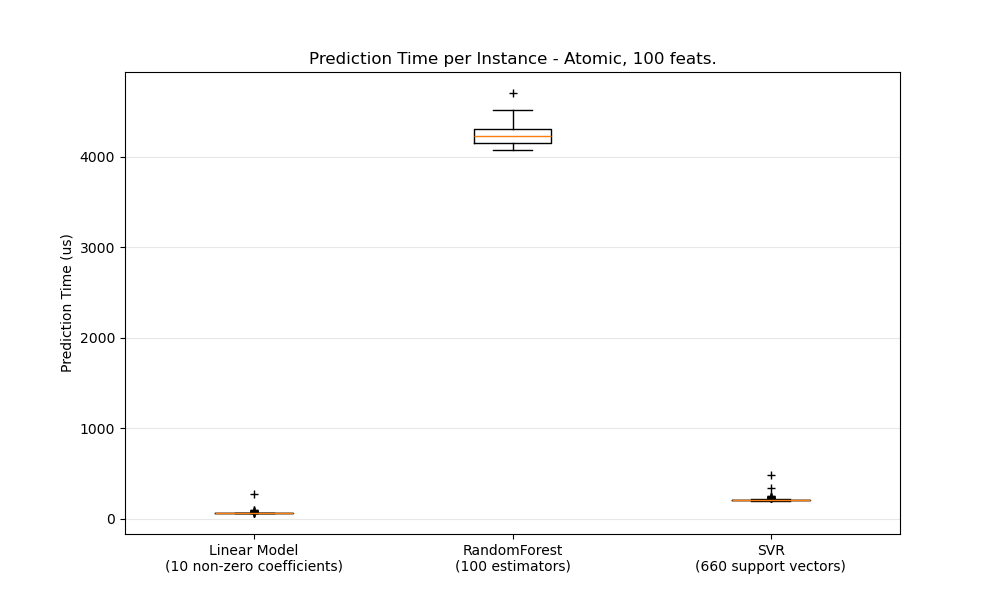 Prediction Time per Instance - Atomic, 100 feats.
Prediction Time (us)
4000
3000
2000
1000
0
Linear Model
(10 non-zero coefficients)
RandomForest
(100 estimators)
SVR
(660 support vectors)